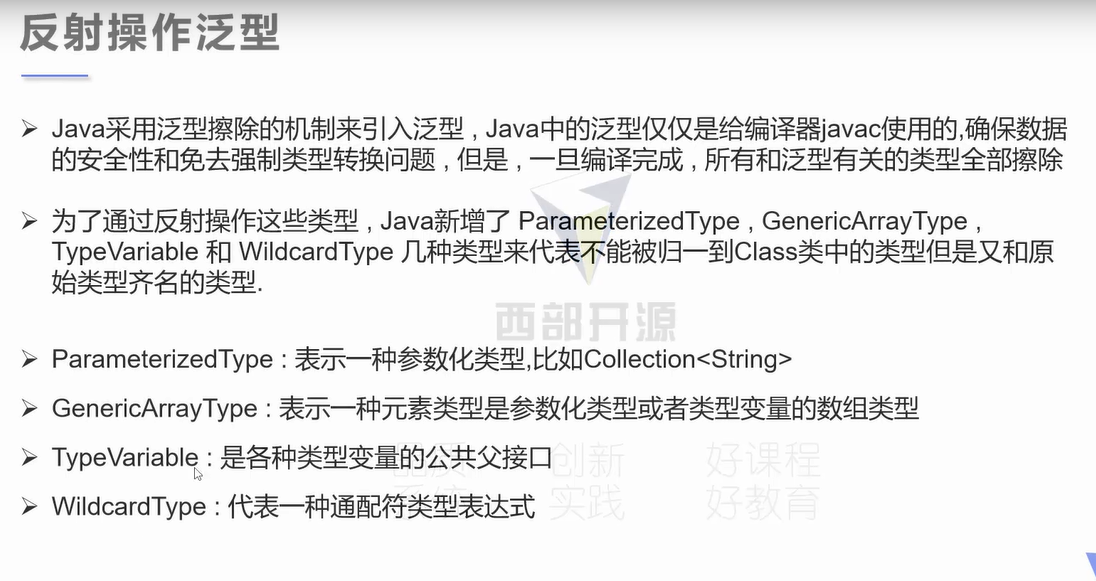 反射操作泛型
➢ Java采用泛型擦除的机制来引入泛型 , Java中的泛型仅仅是给编译器javac使用的,确保数据
的安全性和免去强制类型转换问题 , 但是 , 一旦编译完成 , 所有和泛型有关的类型全部擦除
➢ 为了通过反射操作这些类型 , Java新增了 ParameterizedType , GenericArrayType ,
TypeVariable 和 WildcardType 几种类型来代表不能被归一到Class类中的类型但是又和原
始类型齐名的类型.
西部开源
➢ ParameterizedType : 表示一种参数化类型,比如Collection<String>
➢ GenericArrayType : 表示一种元素类型是参数化类型或者类型变量的数组类型
➢ TypeVariable : 是各种类型变量的公共父接口
创新 好课程
➢ WildcardType : 代表一种通配符类型表达式
实践 好教育